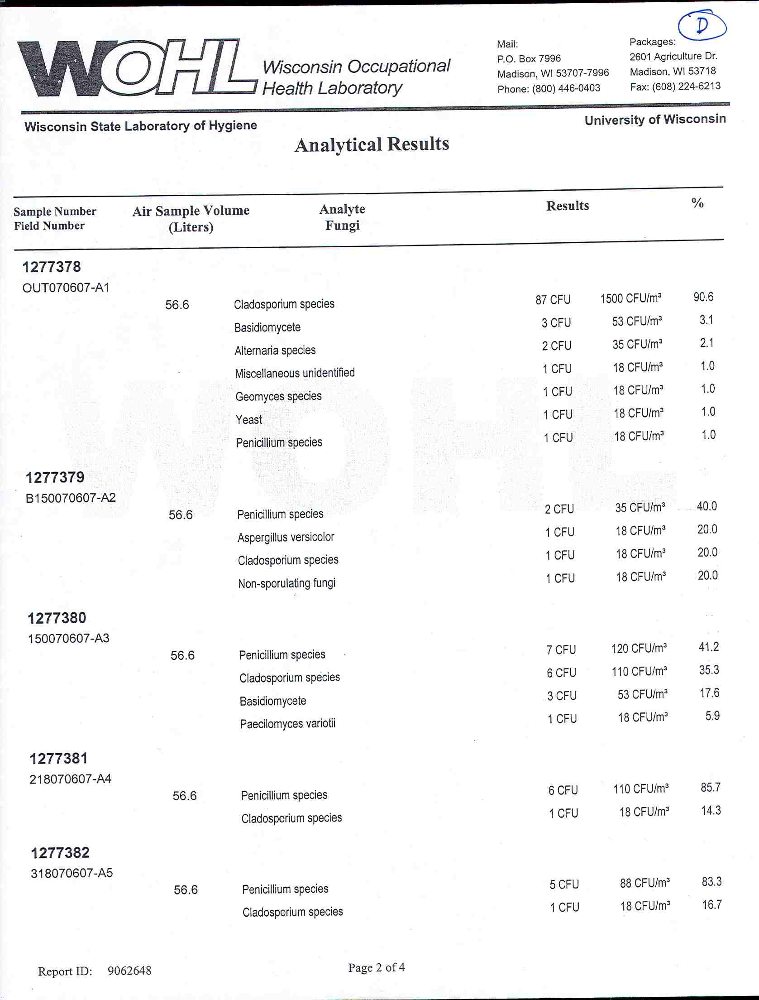 D
WOHL
Wisconsin Occupational
Health Laboratory
Mail:
P.O. Box 7996
Madison, WI 53707-7996
Phone: (800) 446-0403
Packages:
2601 Agriculture Dr.
Madison, WI 53718
Fax: (608) 224-6213
Wisconsin State Laboratory of Hygiene
University of Wisconsin
Analytical Results
Sample Number Air Sample Volume Analyte Results %
Field Number (Liters) Fungi
1277378
OUT070607-A1
56.6 Cladosporium species 87 CFU 1500 CFU/m³ 90.6
Basidiomycete 3 CFU 53 CFU/m³ 3.1
Alternaria species 2 CFU 35 CFU/m³ 2.1
Miscellaneous unidentified 1 CFU 18 CFU/m³ 1.0
Geomyces species 1 CFU 18 CFU/m³ 1.0
Yeast 1 CFU 18 CFU/m³ 1.0
Penicillium species 1 CFU 18 CFU/m³ 1.0
WOHL
1277379
B150070607-A2
56.6 Penicillium species 2 CFU 35 CFU/m³ 40.0
Aspergillus versicolor 1 CFU 18 CFU/m³ 20.0
Cladosporium species 1 CFU 18 CFU/m³ 20.0
Non-sporulating fungi 1 CFU 18 CFU/m³ 20.0
1277380
150070607-A3
56.6 Penicillium species 7 CFU 120 CFU/m³ 41.2
Cladosporium species 6 CFU 110 CFU/m³ 35.3
Basidiomycete 3 CFU 53 CFU/m³ 17.6
Paecilomyces variotii 1 CFU 18 CFU/m³ 5.9
1277381
218070607-A4
56.6 Penicillium species 6 CFU 110 CFU/m³ 85.7
Cladosporium species 1 CFU 18 CFU/m³ 14.3
1277382
318070607-A5
56.6 Penicillium species 5 CFU 88 CFU/m³ 83.3
Cladosporium species 1 CFU 18 CFU/m³ 16.7
Report ID: 9062648 Page 2 of 4